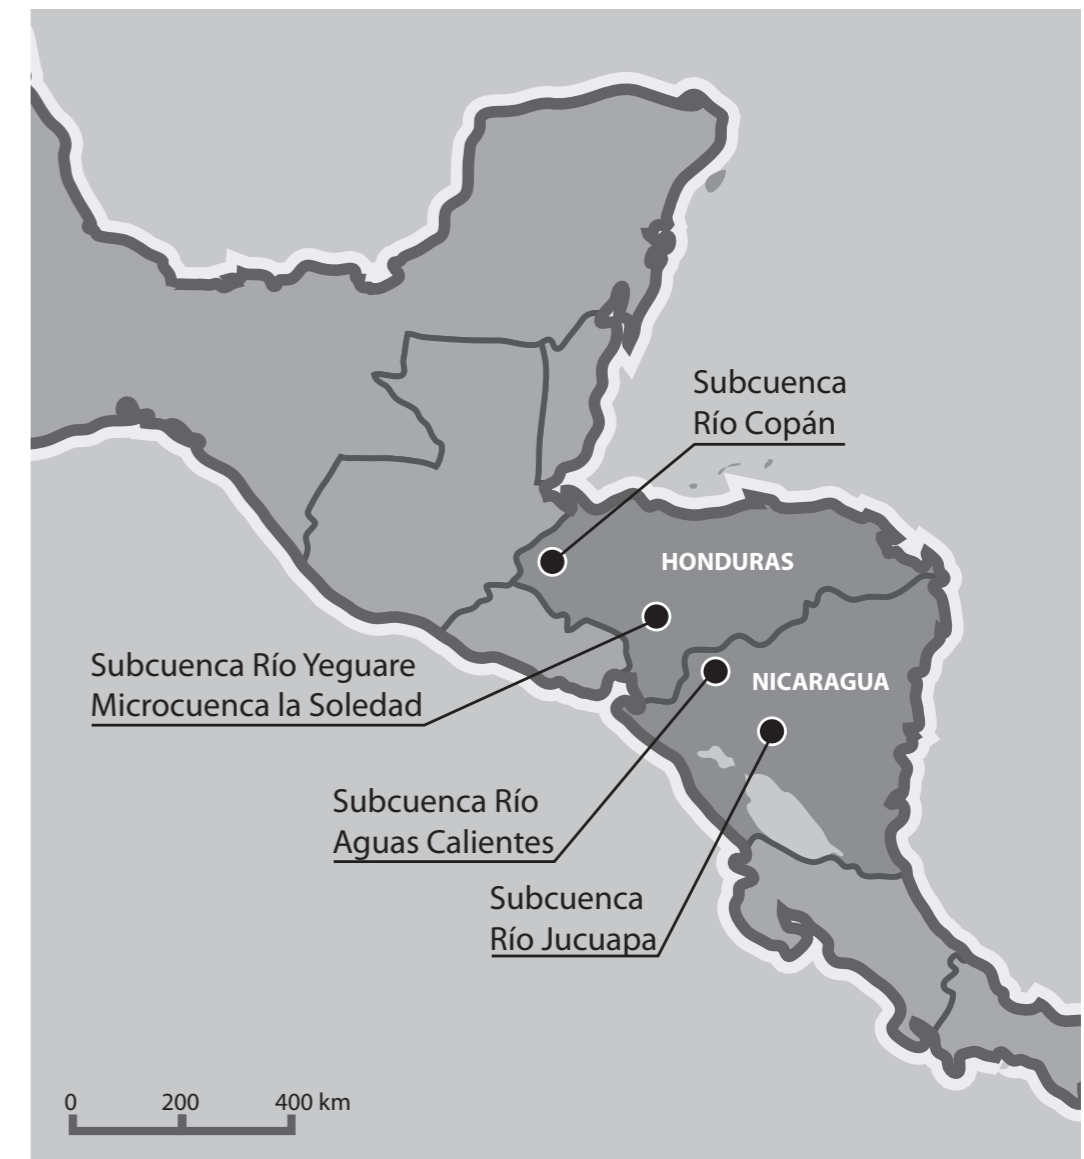 Subcuenca
Río Copán
HONDURAS
Subcuenca Río Yeguare
Microcuenca la Soledad
NICARAGUA
Subcuenca Río
Aguas Calientes
Subcuenca
Río Jucuapa
0 200 400 km